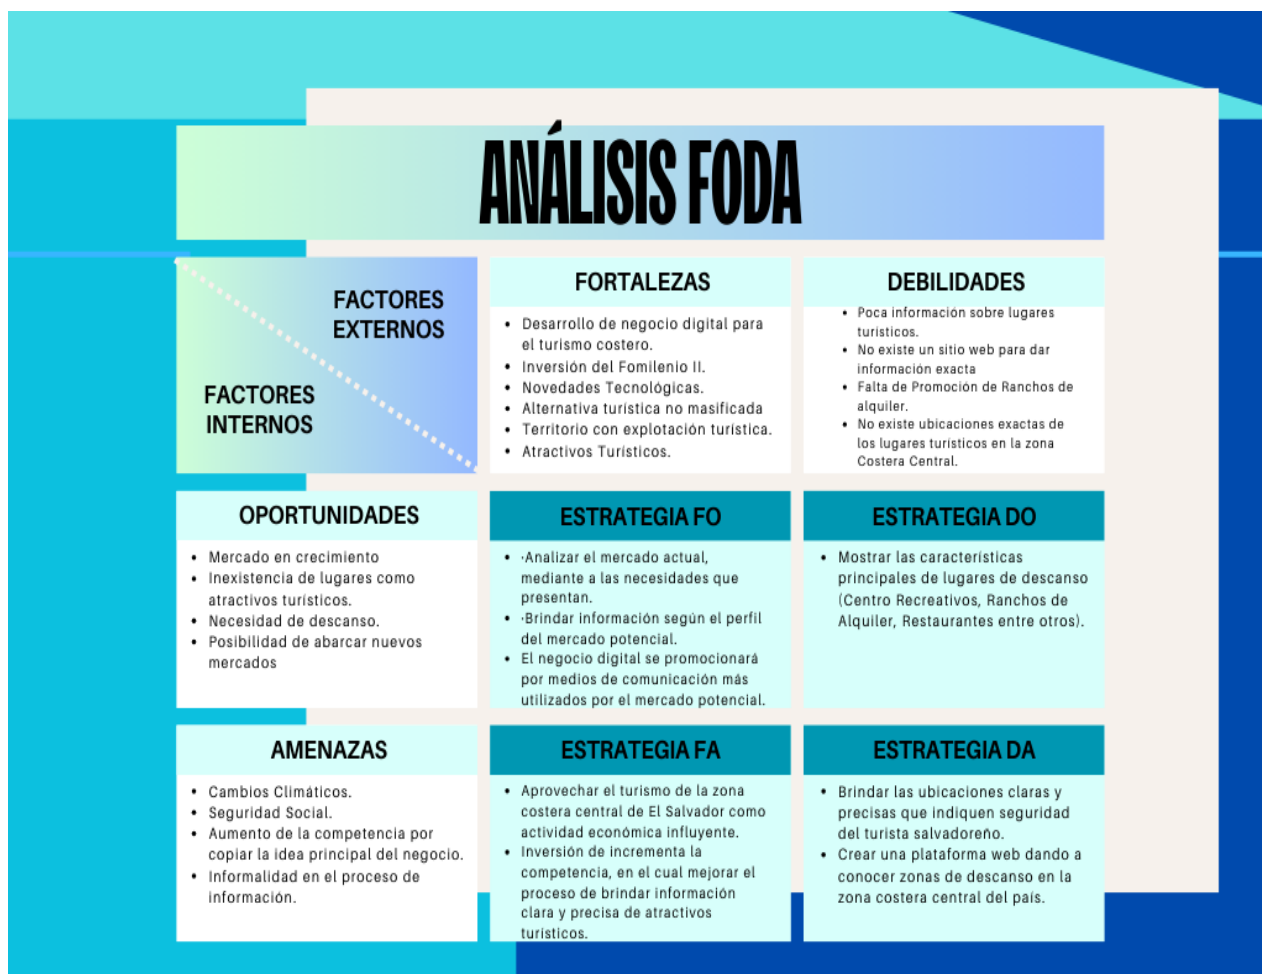 ANÁLISIS FODA
FACTORES
EXTERNOS
FACTORES
INTERNOS
FORTALEZAS
• Desarrollo de negocio digital para
el turismo costero.
• Inversión del Fomilenio II.
• Novedades Tecnológicas.
• Alternativa turística no masificada
• Territorio con explotación turística.
• Atractivos Turísticos.
DEBILIDADES
• Poca información sobre lugares
turísticos.
• No existe un sitio web para dar
información exacta
• Falta de Promoción de Ranchos de
alquiler.
• No existe ubicaciones exactas de
los lugares turísticos en la zona
Costera Central.
OPORTUNIDADES
• Mercado en crecimiento
• Inexistencia de lugares como
atractivos turísticos.
• Necesidad de descanso.
• Posibilidad de abarcar nuevos
mercados
ESTRATEGIA FO
• ·Analizar el mercado actual,
mediante a las necesidades que
presentan.
• ·Brindar información según el perfil
del mercado potencial.
• El negocio digital se promocionará
por medios de comunicación más
utilizados por el mercado potencial.
ESTRATEGIA DO
• Mostrar las características
principales de lugares de descanso
(Centro Recreativos, Ranchos de
Alquiler, Restaurantes entre otros).
AMENAZAS
• Cambios Climáticos.
• Seguridad Social.
• Aumento de la competencia por
copiar la idea principal del negocio.
• Informalidad en el proceso de
información.
ESTRATEGIA FA
• Aprovechar el turismo de la zona
costera central de El Salvador como
actividad económica influyente.
• Inversión de incrementa la
competencia, en el cual mejorar el
proceso de brindar información
clara y precisa de atractivos
turísticos.
ESTRATEGIA DA
• Brindar las ubicaciones claras y
precisas que indiquen seguridad
del turista salvadoreño.
• Crear una plataforma web dando a
conocer zonas de descanso en la
zona costera central del país.